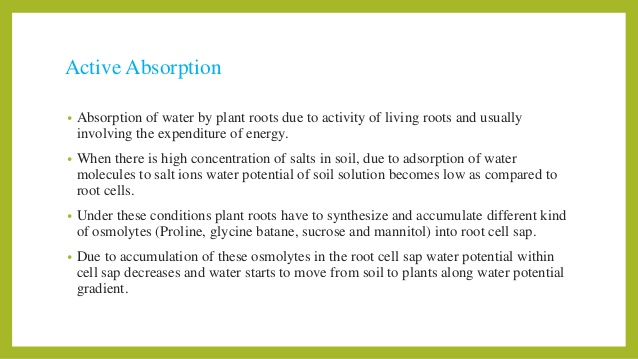 Active Absorption
• Absorption of water by plant roots due to activity of living roots and usually
involving the expenditure of energy.
• When there is high concentration of salts in soil, due to adsorption of water
molecules to salt ions water potential of soil solution becomes low as compared to
root cells.
• Under these conditions plant roots have to synthesize and accumulate different kind
of osmolytes (Proline, glycine batane, sucrose and mannitol) into root cell sap.
• Due to accumulation of these osmolytes in the root cell sap water potential within
cell sap decreases and water starts to move from soil to plants along water potential
gradient.